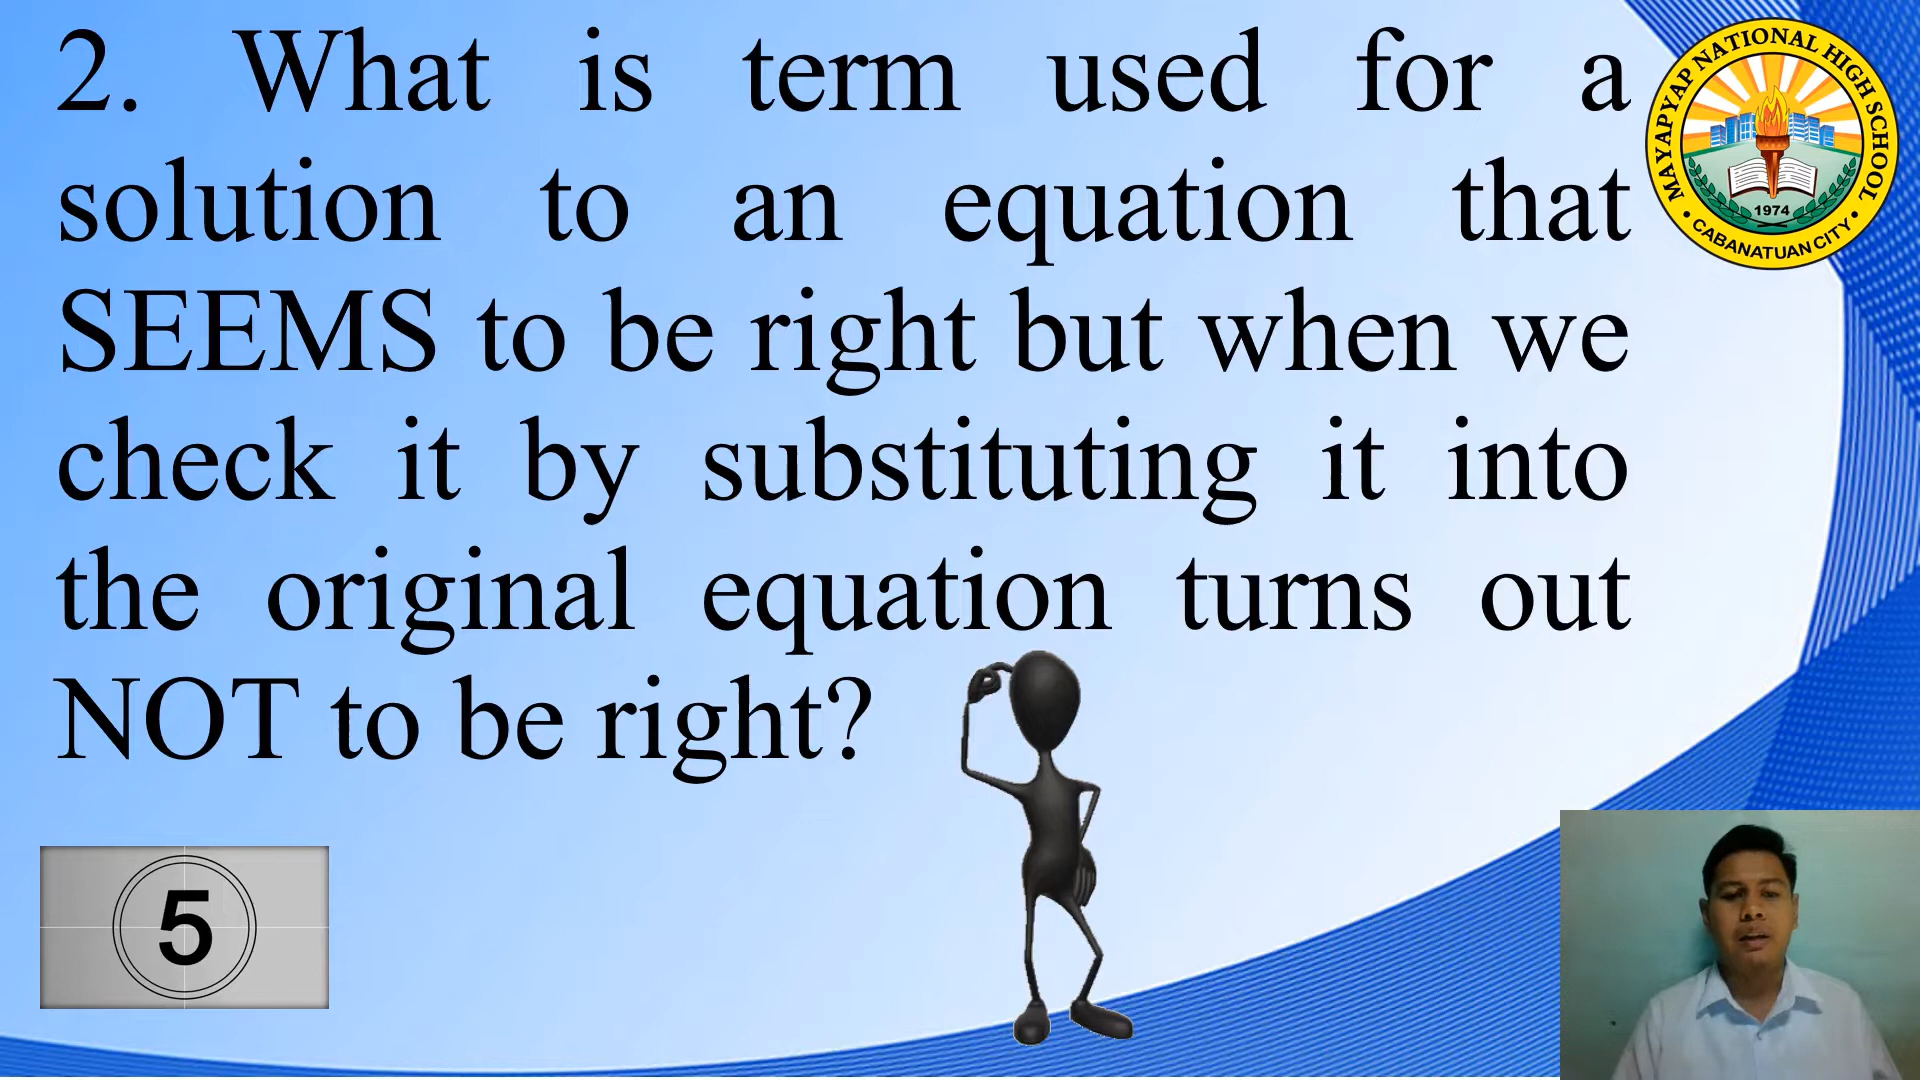 2. What is term used for a
solution to an equation that
SEEMS to be right but when we
check it by substituting it into
the original equation turns out
NOT to be right?
MAYAPYAP NATIONAL HIGH SCHOOL
1974
• CABANATUAN CITY •
5